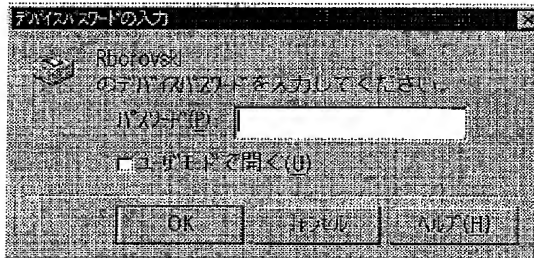 デバイスパスワードの入力
Rborovski
のデバイスパスワードを入力してください。
パスワード(P)
ユーザモードで開く(U)
OK
キャンセル
ヘルプ(H)